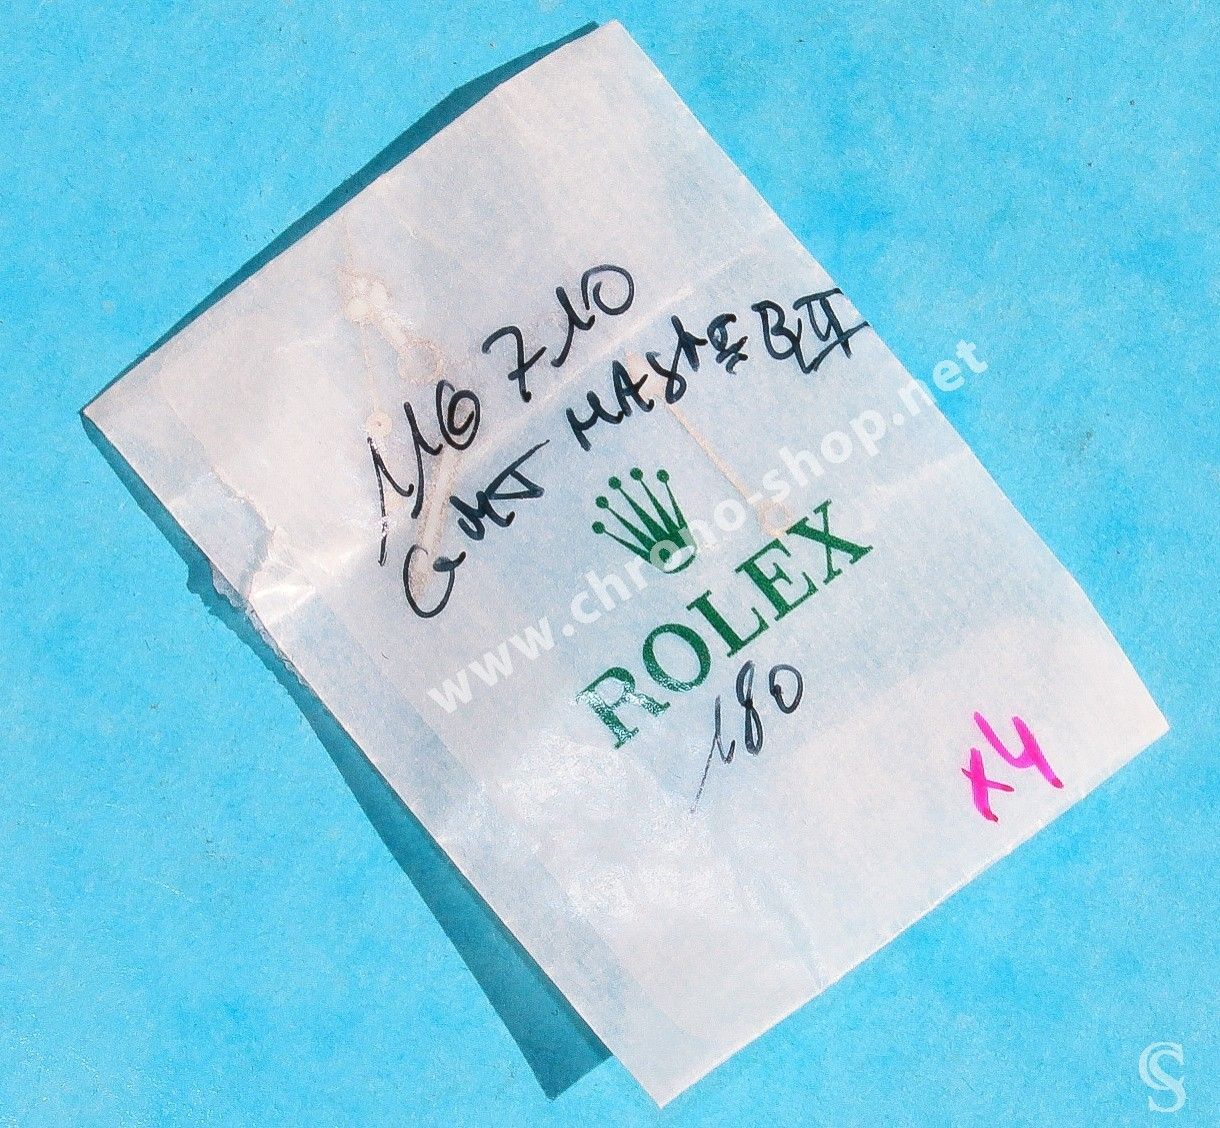 116710
GMT MASTER II
www.chrono-shop.net
ROLEX
180
x4